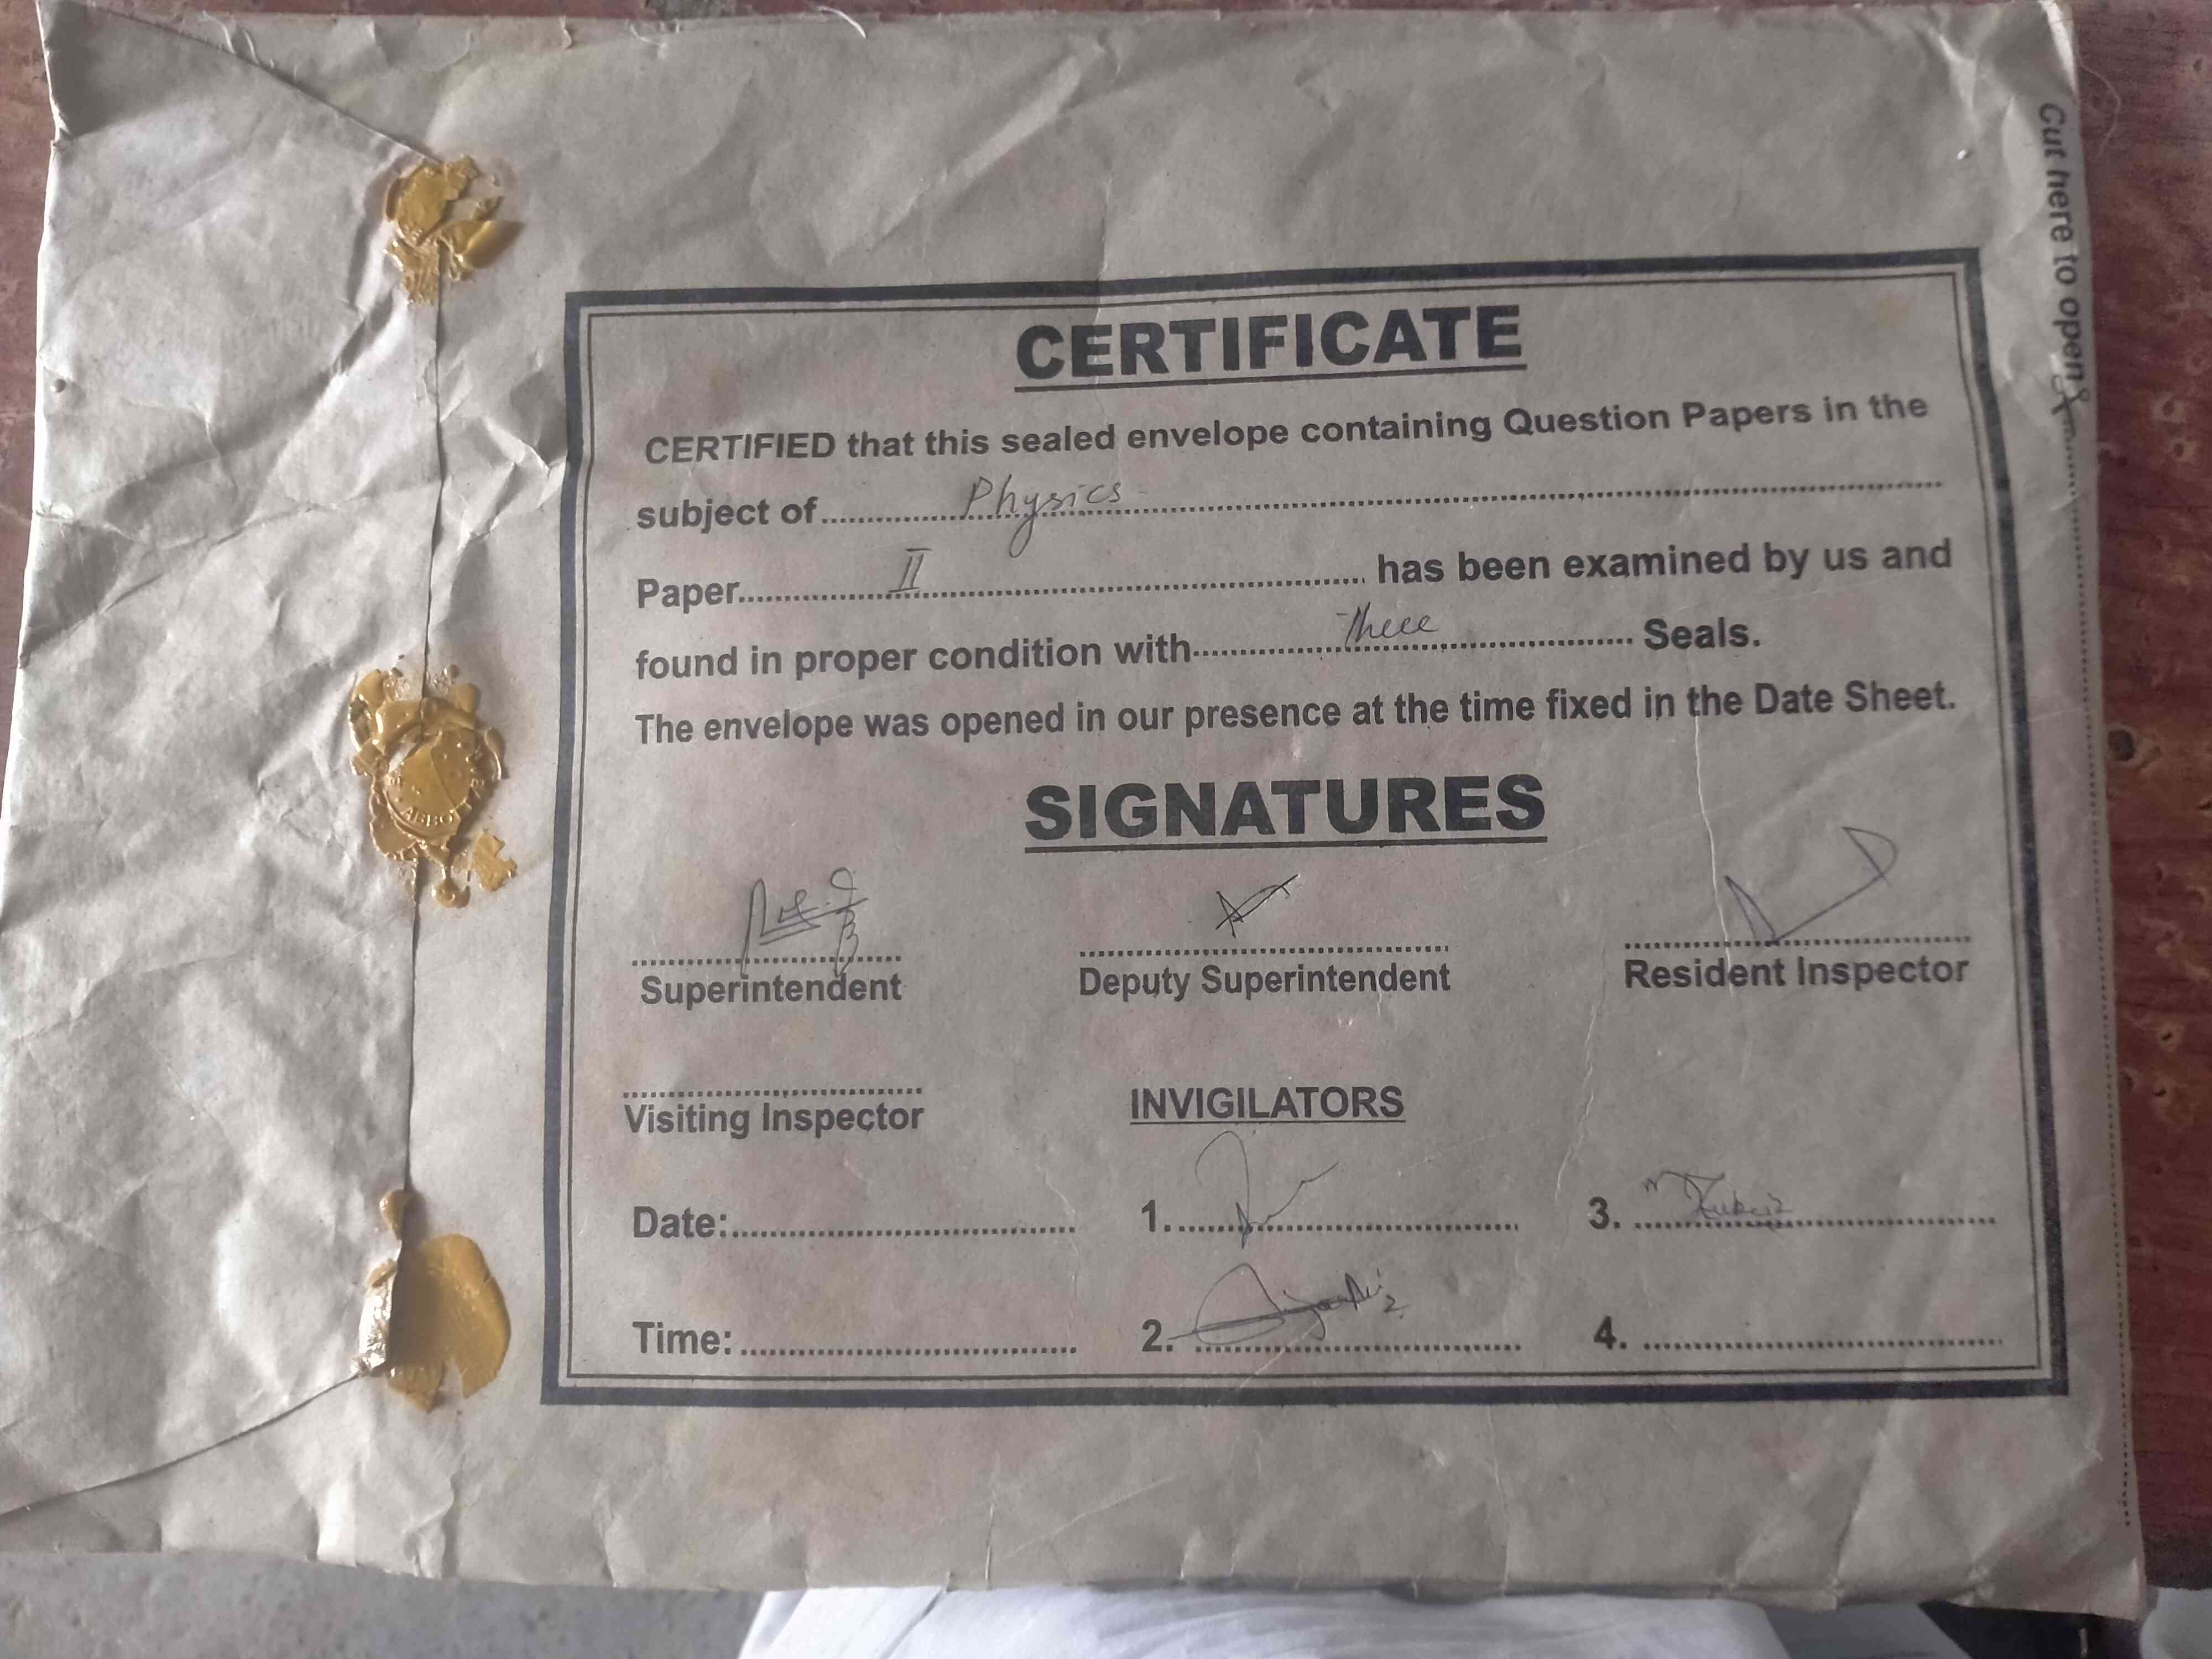 Cut here to open
CERTIFICATE
CERTIFIED that this sealed envelope containing Question Papers in the
subject of Physics
Paper II has been examined by us and
found in proper condition with Three Seals.
The envelope was opened in our presence at the time fixed in the Date Sheet.
SIGNATURES
Superintendent Deputy Superintendent Resident Inspector
Visiting Inspector INVIGILATORS
Date: 1. 3.
Time: 2. 4.